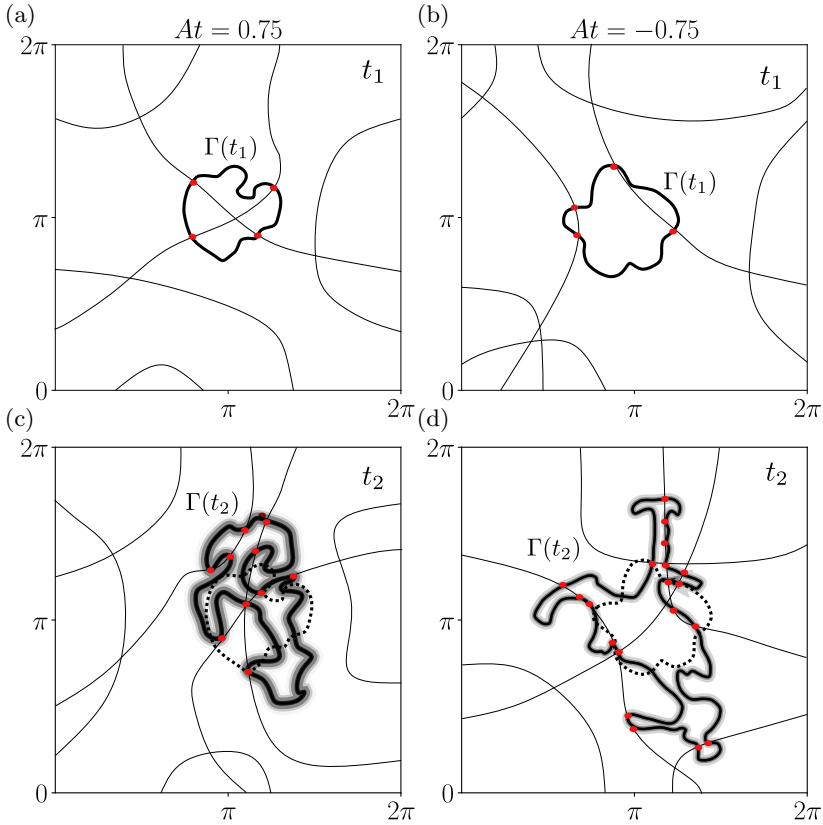 (a)
At = 0.75
(b)
At = −0.75
2π
t₁
Γ(t₁)
π
0
π
2π
2π
t₁
Γ(t₁)
π
0
π
2π
(c)
(d)
2π
t₂
Γ(t₂)
π
0
π
2π
2π
t₂
Γ(t₂)
π
0
π
2π